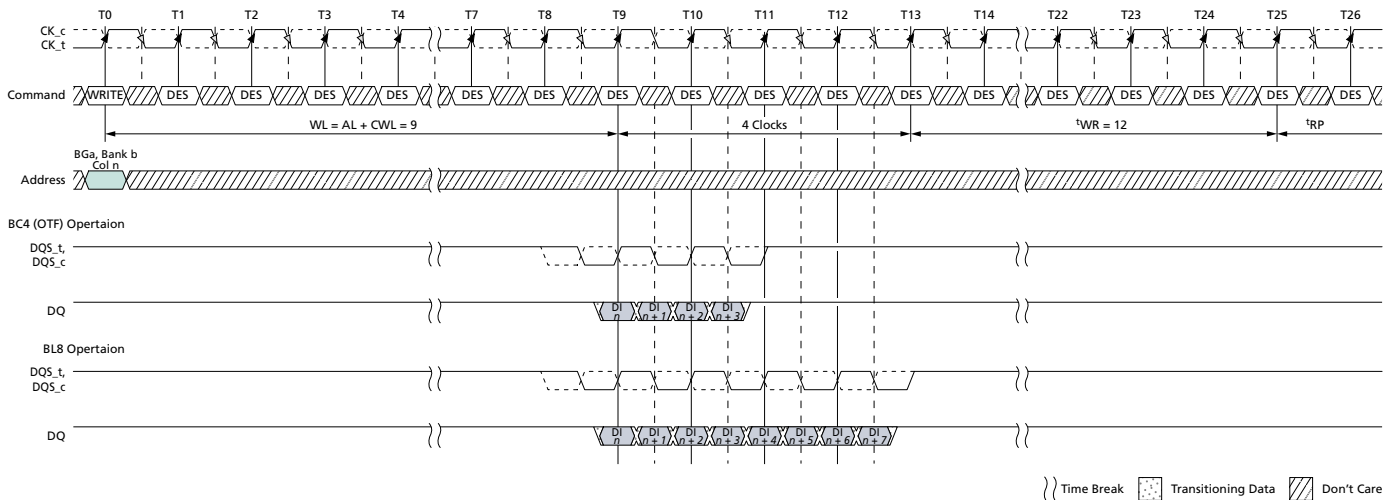 T0 T1 T2 T3 T4 T7 T8 T9 T10 T11 T12 T13 T14 T22 T23 T24 T25 T26
CK_c
CK_t
Command WRITE DES DES DES DES DES DES DES DES DES DES DES DES DES DES DES DES DES
WL = AL + CWL = 9 4 Clocks tWR = 12 tRP
BGa, Bank b
Col n
Address
BC4 (OTF) Opertaion
DQS_t,
DQS_c
DQ DI n DI n + 1 DI n + 2 DI n + 3
BL8 Opertaion
DQS_t,
DQS_c
DQ DI n DI n + 1 DI n + 2 DI n + 3 DI n + 4 DI n + 5 DI n + 6 DI n + 7
Time Break Transitioning Data Don't Care